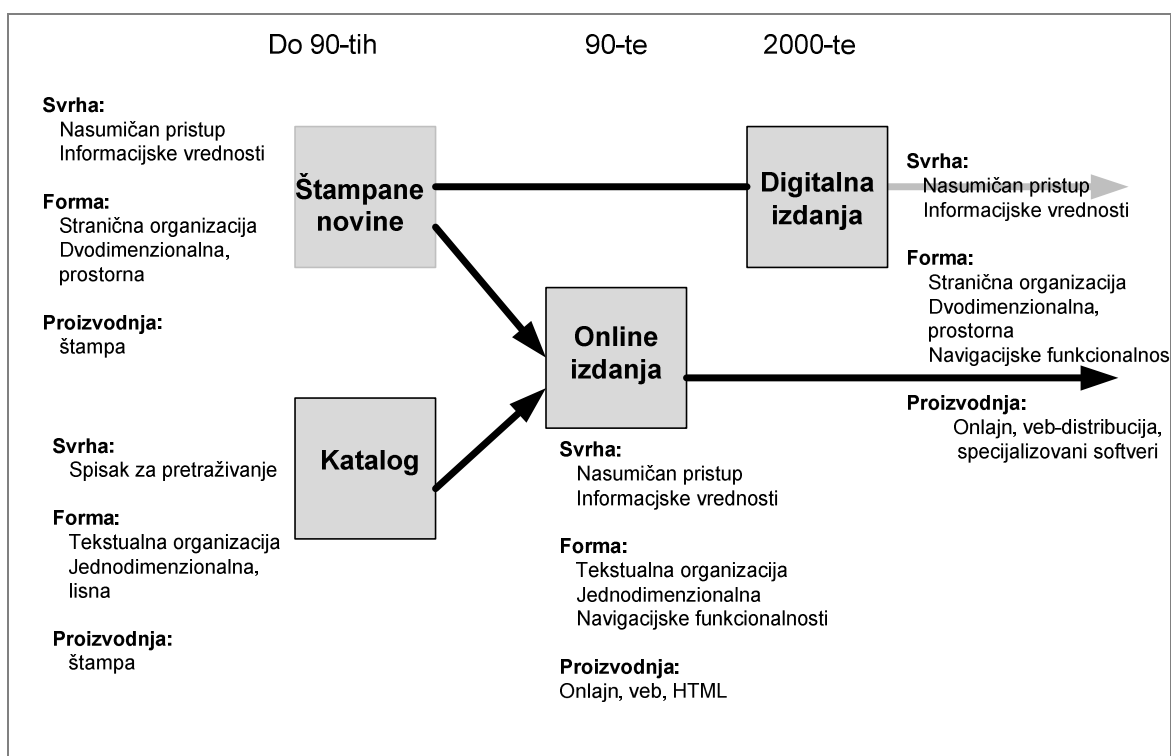 Do 90-tih
90-te
2000-te
Svrha:
Nasumičan pristup
Informacijske vrednosti
Forma:
Stranična organizacija
Dvodimenzionalna,
prostorna
Proizvodnja:
štampa
Štampane
novine
Digitalna
izdanja
Svrha:
Nasumičan pristup
Informacijske vrednosti
Forma:
Stranična organizacija
Dvodimenzionalna,
prostorna
Navigacijske funkcionalnos
Proizvodnja:
Onlajn, veb-distribucija,
specijalizovani softveri
Online
izdanja
Svrha:
Nasumičan pristup
Informacjske vrednosti
Forma:
Tekstualna organizacija
Jednodimenzionalna
Navigacijske funkcionalnosti
Proizvodnja:
Onlajn, veb, HTML
Katalog
Svrha:
Spisak za pretraživanje
Forma:
Tekstualna organizacija
Jednodimenzionalna,
lisna
Proizvodnja:
štampa